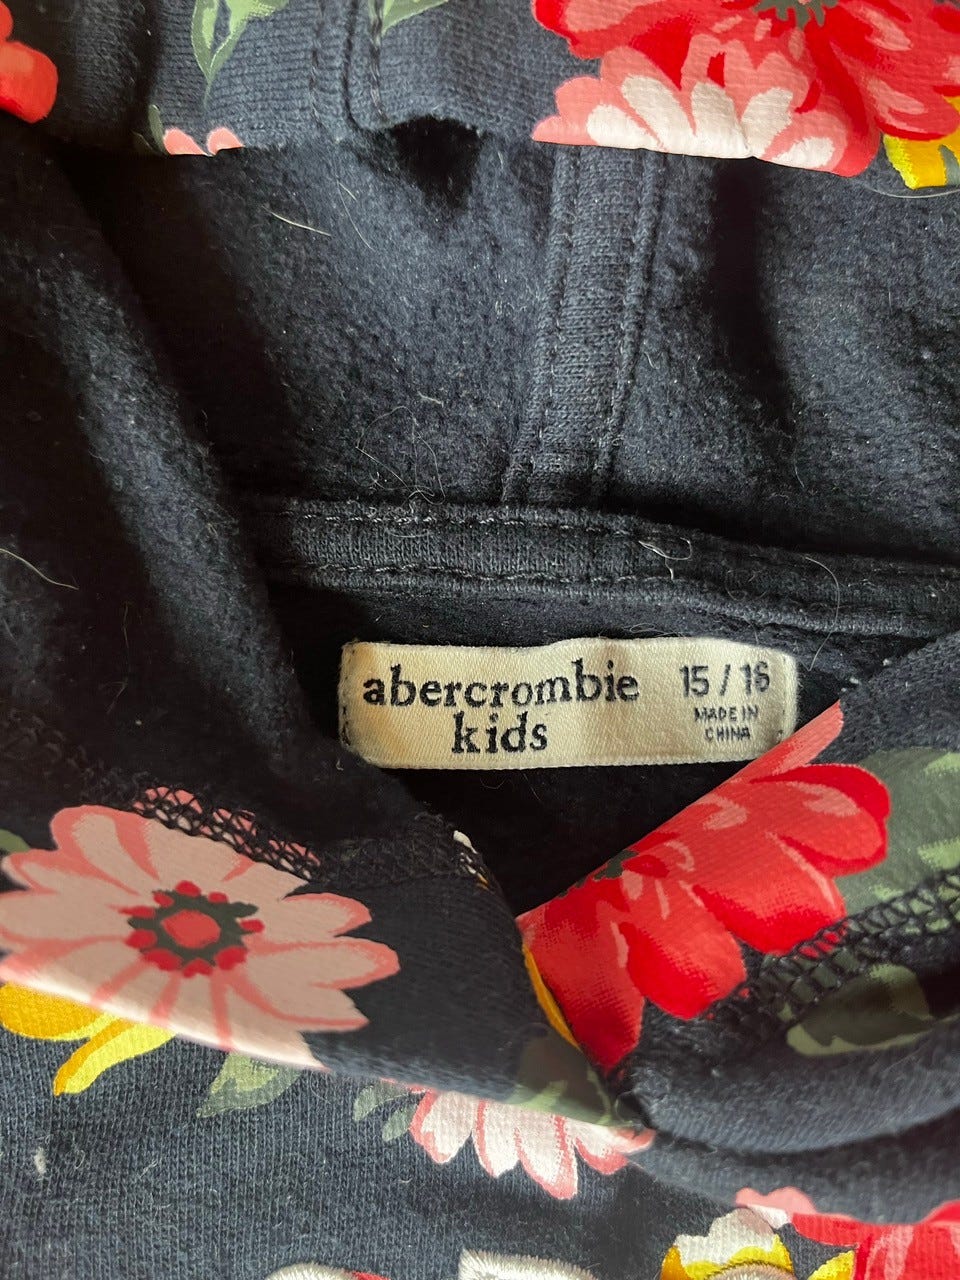 abercrombie
kids
15 / 16
MADE IN
CHINA